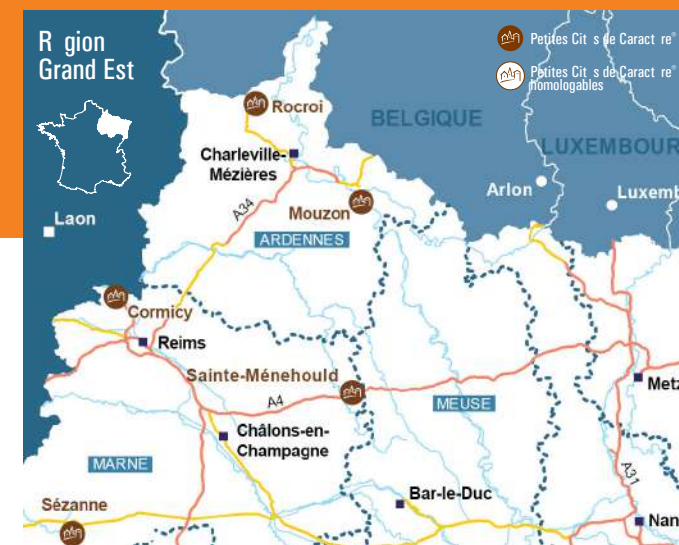 R gion
Grand Est
Petites Cit s de Caract re®
Petites Cit s de Caract re®
homologables
Rocroi
BELGIQUE
LUXEMBOUR
Charleville-
Mézières
Arlon
Luxemb
Mouzon
Laon
A34
ARDENNES
Cormicy
Reims
Sainte-Ménehould
Metz
A4
MEUSE
Châlons-en-
Champagne
MARNE
A31
Bar-le-Duc
Sézanne
Nan